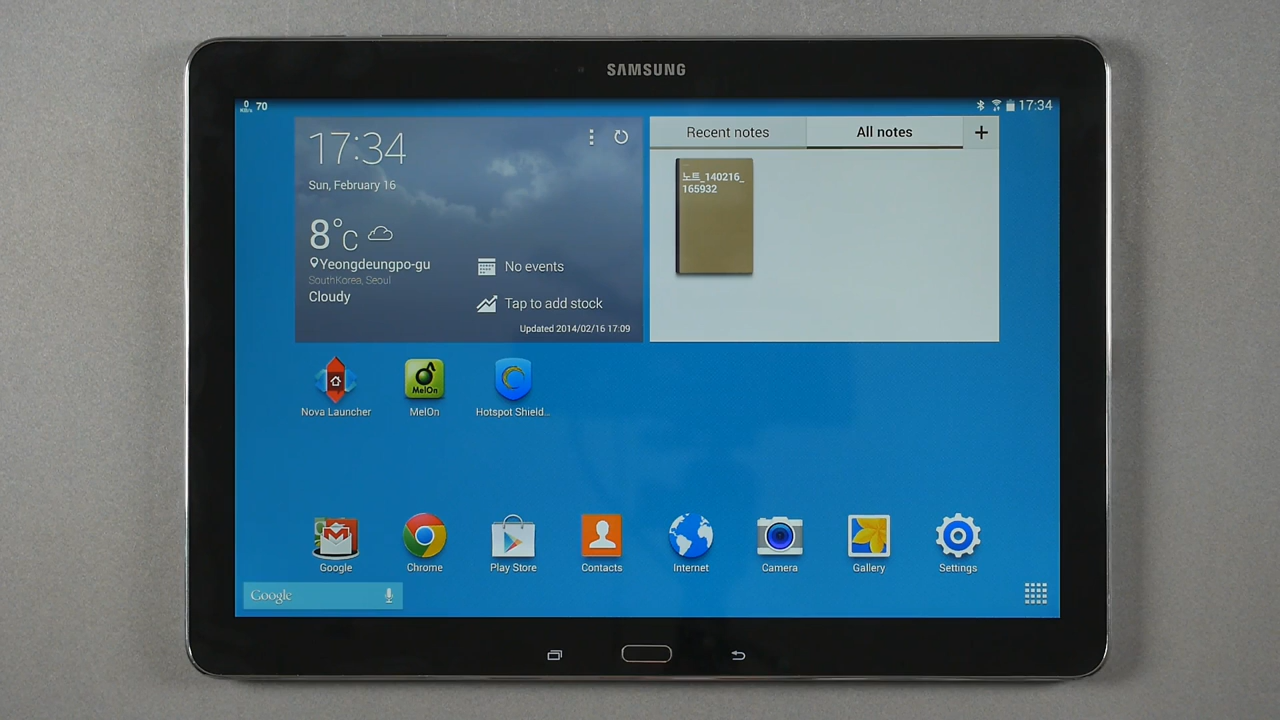 SAMSUNG
0
KB/s
70
17:34
17:34
Sun, February 16
8°C
Yeongdeungpo-gu
SouthKorea, Seoul
Cloudy
No events
Tap to add stock
Updated 2014/02/16 17:09
Recent notes
All notes
+
노트_140216_
165932
Nova Launcher
MelOn
MelOn
Hotspot Shield...
Google
Chrome
Play Store
Contacts
Internet
Camera
Gallery
Settings
Google